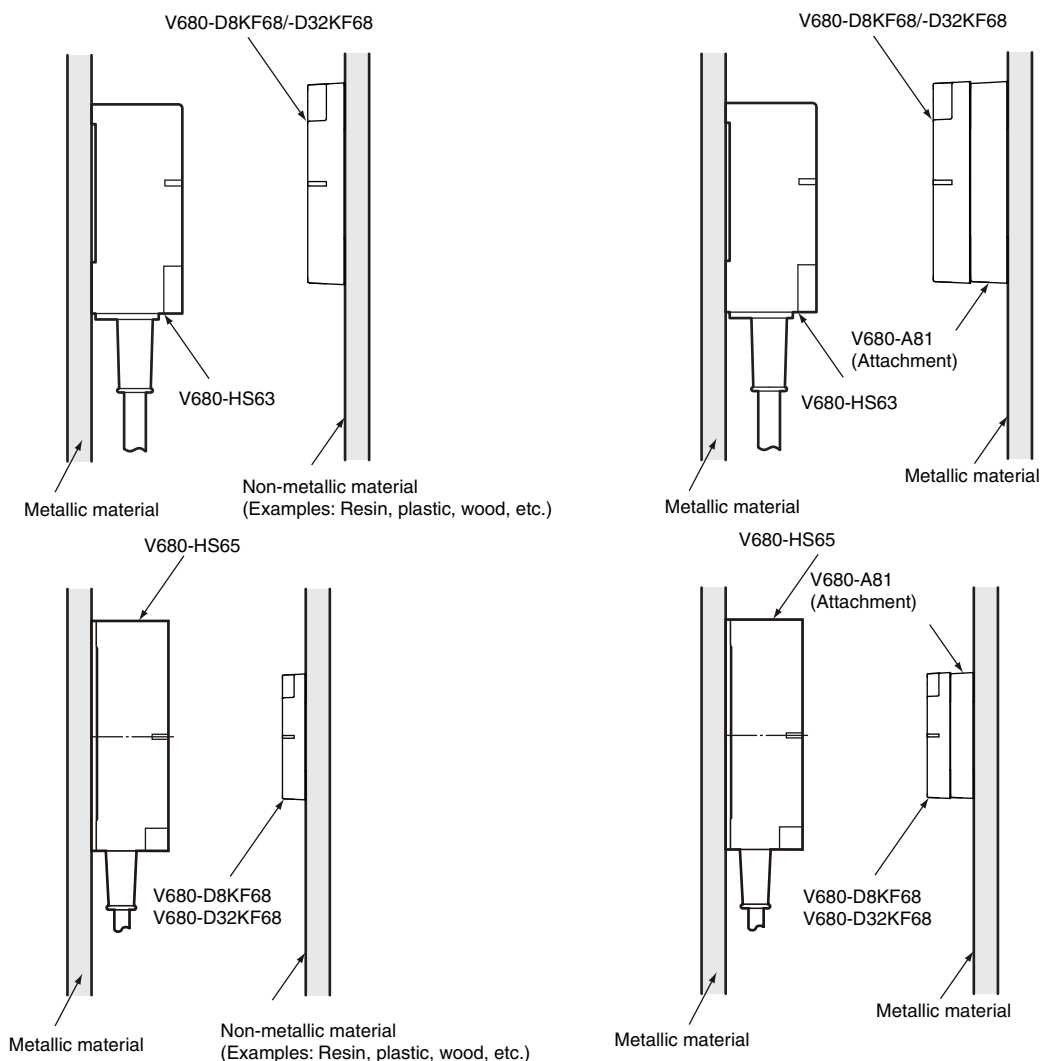 V680-D8KF68/-D32KF68
V680-HS63
Metallic material
Non-metallic material
(Examples: Resin, plastic, wood, etc.)
V680-D8KF68/-D32KF68
V680-A81
(Attachment)
V680-HS63
Metallic material
Metallic material
V680-HS65
V680-D8KF68
V680-D32KF68
Metallic material
Non-metallic material
(Examples: Resin, plastic, wood, etc.)
V680-HS65
V680-A81
(Attachment)
V680-D8KF68
V680-D32KF68
Metallic material
Metallic material